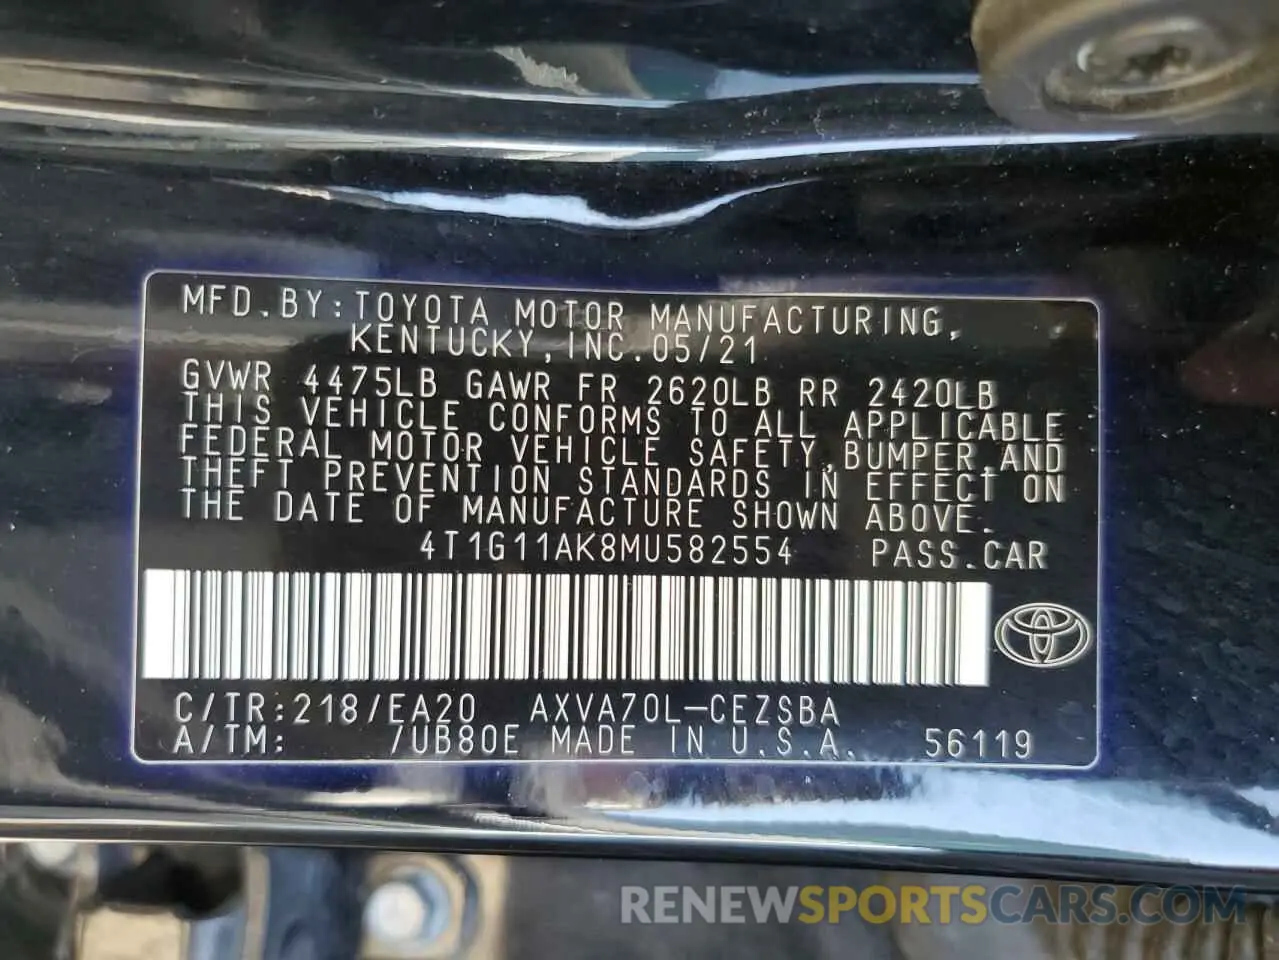 MFD.BY:TOYOTA MOTOR MANUFACTURING,
KENTUCKY,INC.05/21
GVWR 4475LB GAWR FR 2620LB RR 2420LB
THIS VEHICLE CONFORMS TO ALL APPLICABLE
FEDERAL MOTOR VEHICLE SAFETY,BUMPER,AND
THEFT PREVENTION STANDARDS IN EFFECT ON
THE DATE OF MANUFACTURE SHOWN ABOVE.
4T1G11AK8MU582554 PASS.CAR
C/TR:218/EA20 AXVA70L-CEZSBA
A/TM: /UB80E MADE IN U.S.A. 56119
RENEWSPORTSCARS.COM